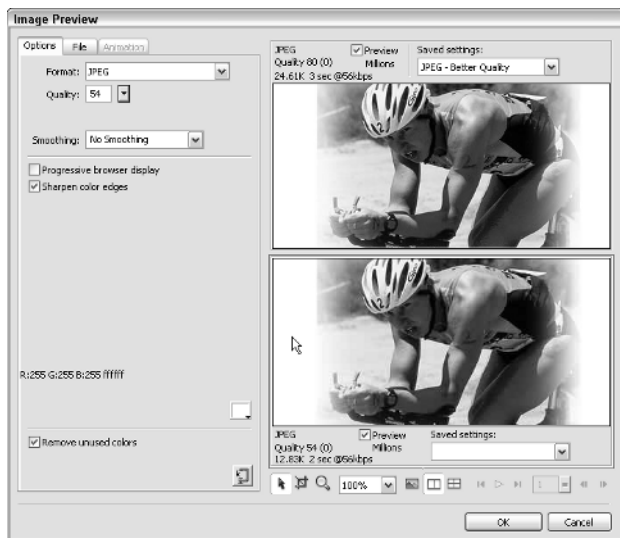 Image Preview
Options File Animation
Format: JPEG
Quality: 54
Smoothing: No Smoothing
Progressive browser display
Sharpen color edges
R:255 G:255 B:255 ffffff
Remove unused colors
JPEG Preview Saved settings:
Quality 80 (0) Millions JPEG - Better Quality
24.61K 3 sec @56kbps
JPEG Preview Saved settings:
Quality 54 (0) Millions
12.83K 2 sec @56kbps
100% 1
OK Cancel